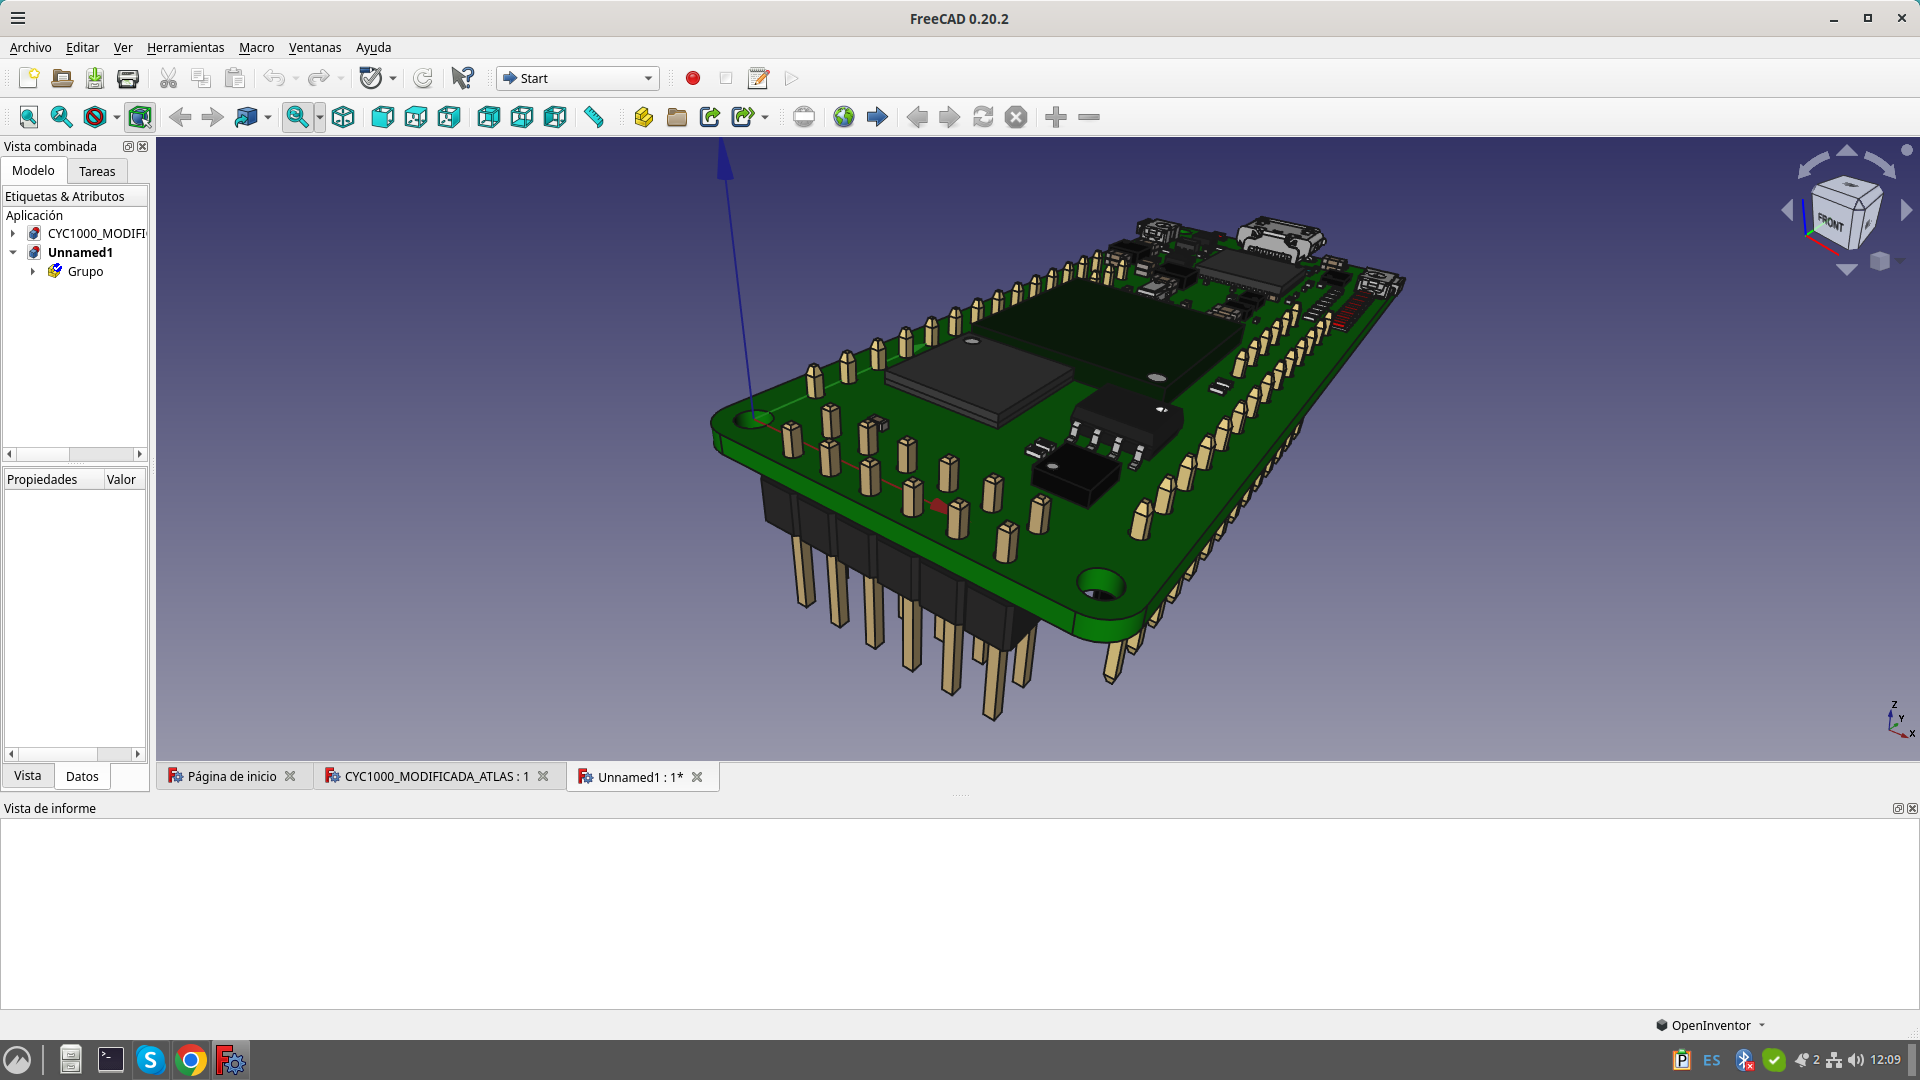 FreeCAD 0.20.2
Archivo Editar Ver Herramientas Macro Ventanas Ayuda
Start
Vista combinada
Modelo Tareas
Etiquetas & Atributos
Aplicación
CYC1000_MODIFI
Unnamed1
Grupo
Propiedades Valor
Vista Datos
FRONT
Z
Y
X
Página de inicio CYC1000_MODIFICADA_ATLAS : 1 Unnamed1 : 1*
Vista de informe
OpenInventor
ES 2 12:09